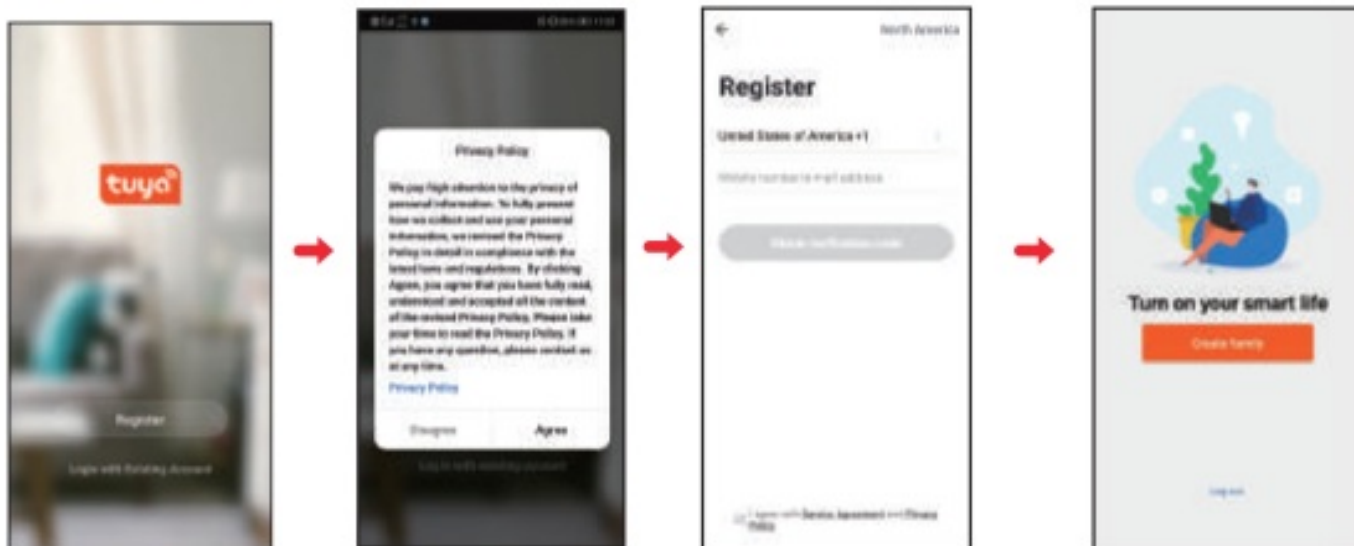 tuya
Register
Login with Existing Account
Privacy Policy
We pay high attention to the privacy of
personal information. To fully present
how we collect and use your personal
information, we revised the Privacy
Policy in detail in compliance with the
latest laws and regulations. By clicking
Agree, you agree that you have fully read,
understood and accepted all the content
of the revised Privacy Policy. Please take
your time to read the Privacy Policy. If
you have any question, please contact us
at any time.
Privacy Policy
Disagree Agree
Log in with existing account
North America
Register
United States of America +1
Mobile number/e-mail address
Obtain verification code
I agree with Service Agreement and Privacy
Policy
Turn on your smart life
Create family
Log out